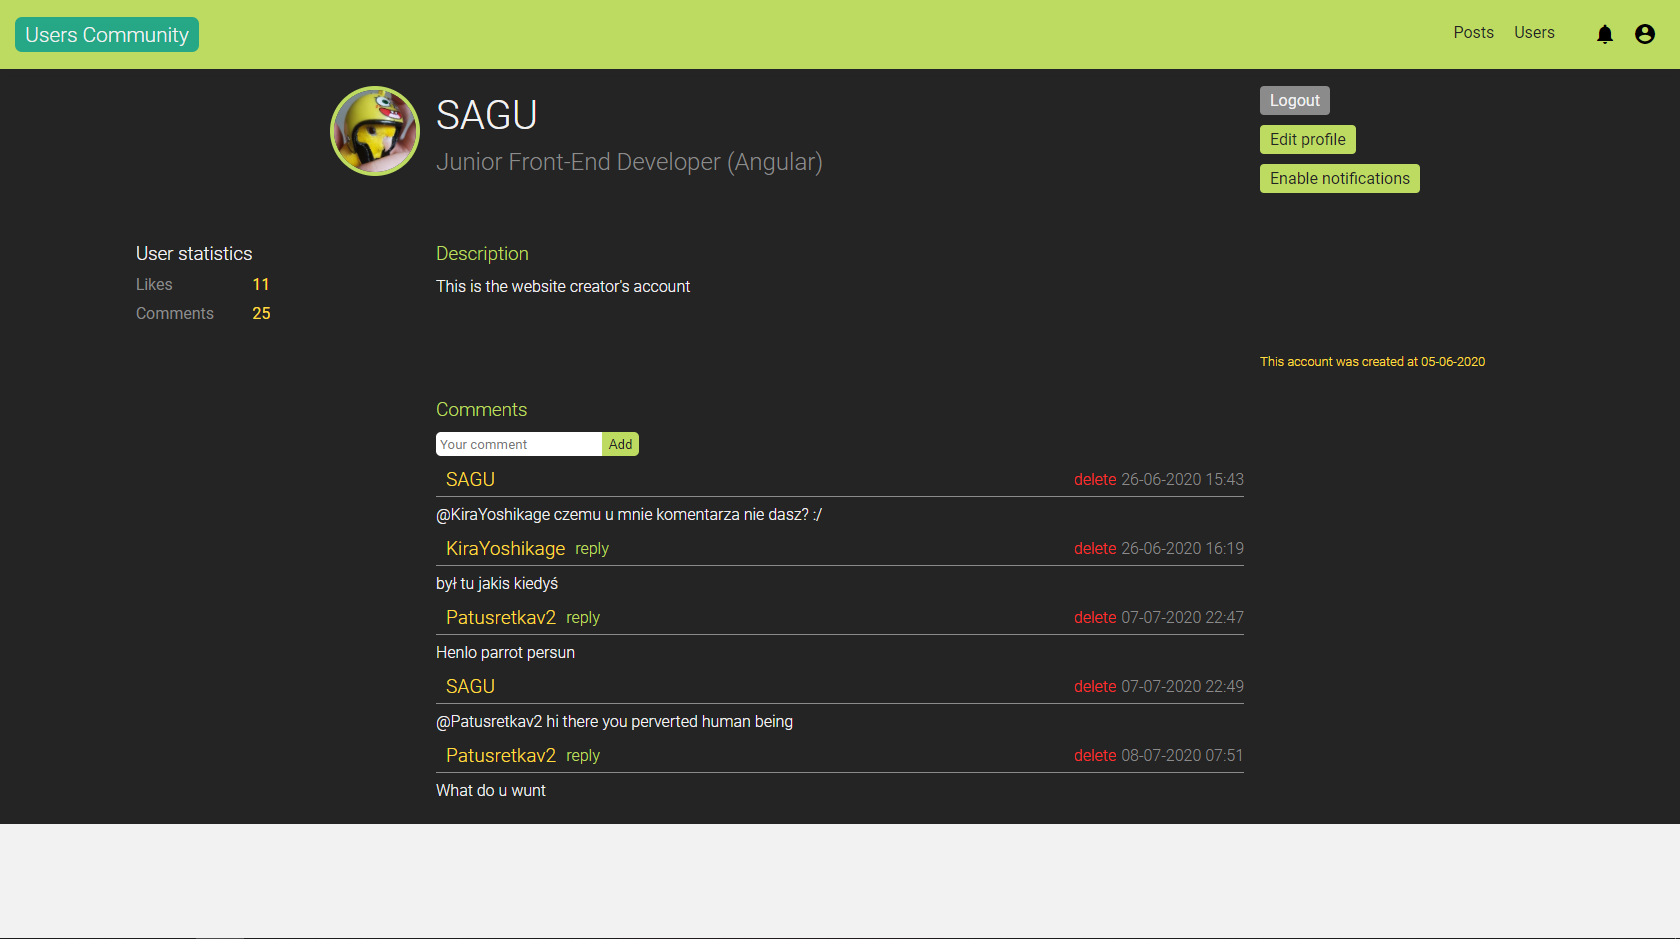 Users Community
Posts Users
SAGU
Junior Front-End Developer (Angular)
Logout
Edit profile
Enable notifications
User statistics
Likes 11
Comments 25
Description
This is the website creator's account
This account was created at 05-06-2020
Comments
Your comment Add
SAGU delete 26-06-2020 15:43
@KiraYoshikage czemu u mnie komentarza nie dasz? :/
KiraYoshikage reply delete 26-06-2020 16:19
był tu jakis kiedyś
Patusretkav2 reply delete 07-07-2020 22:47
Henlo parrot persun
SAGU delete 07-07-2020 22:49
@Patusretkav2 hi there you perverted human being
Patusretkav2 reply delete 08-07-2020 07:51
What do u wunt